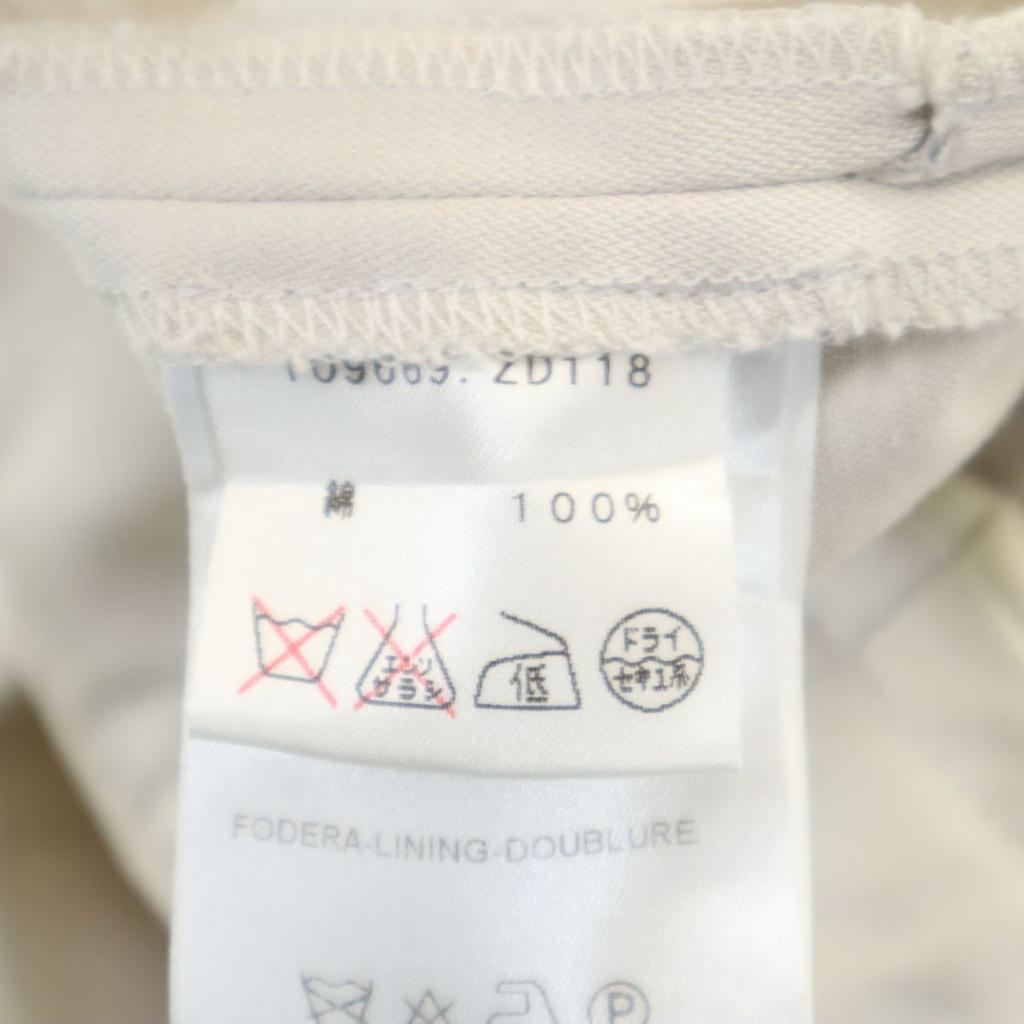 ZD118
綿 100%
エンソ
サラシ
低
ドライ
セキユ系
FODERA-LINING-DOUBLURE
P